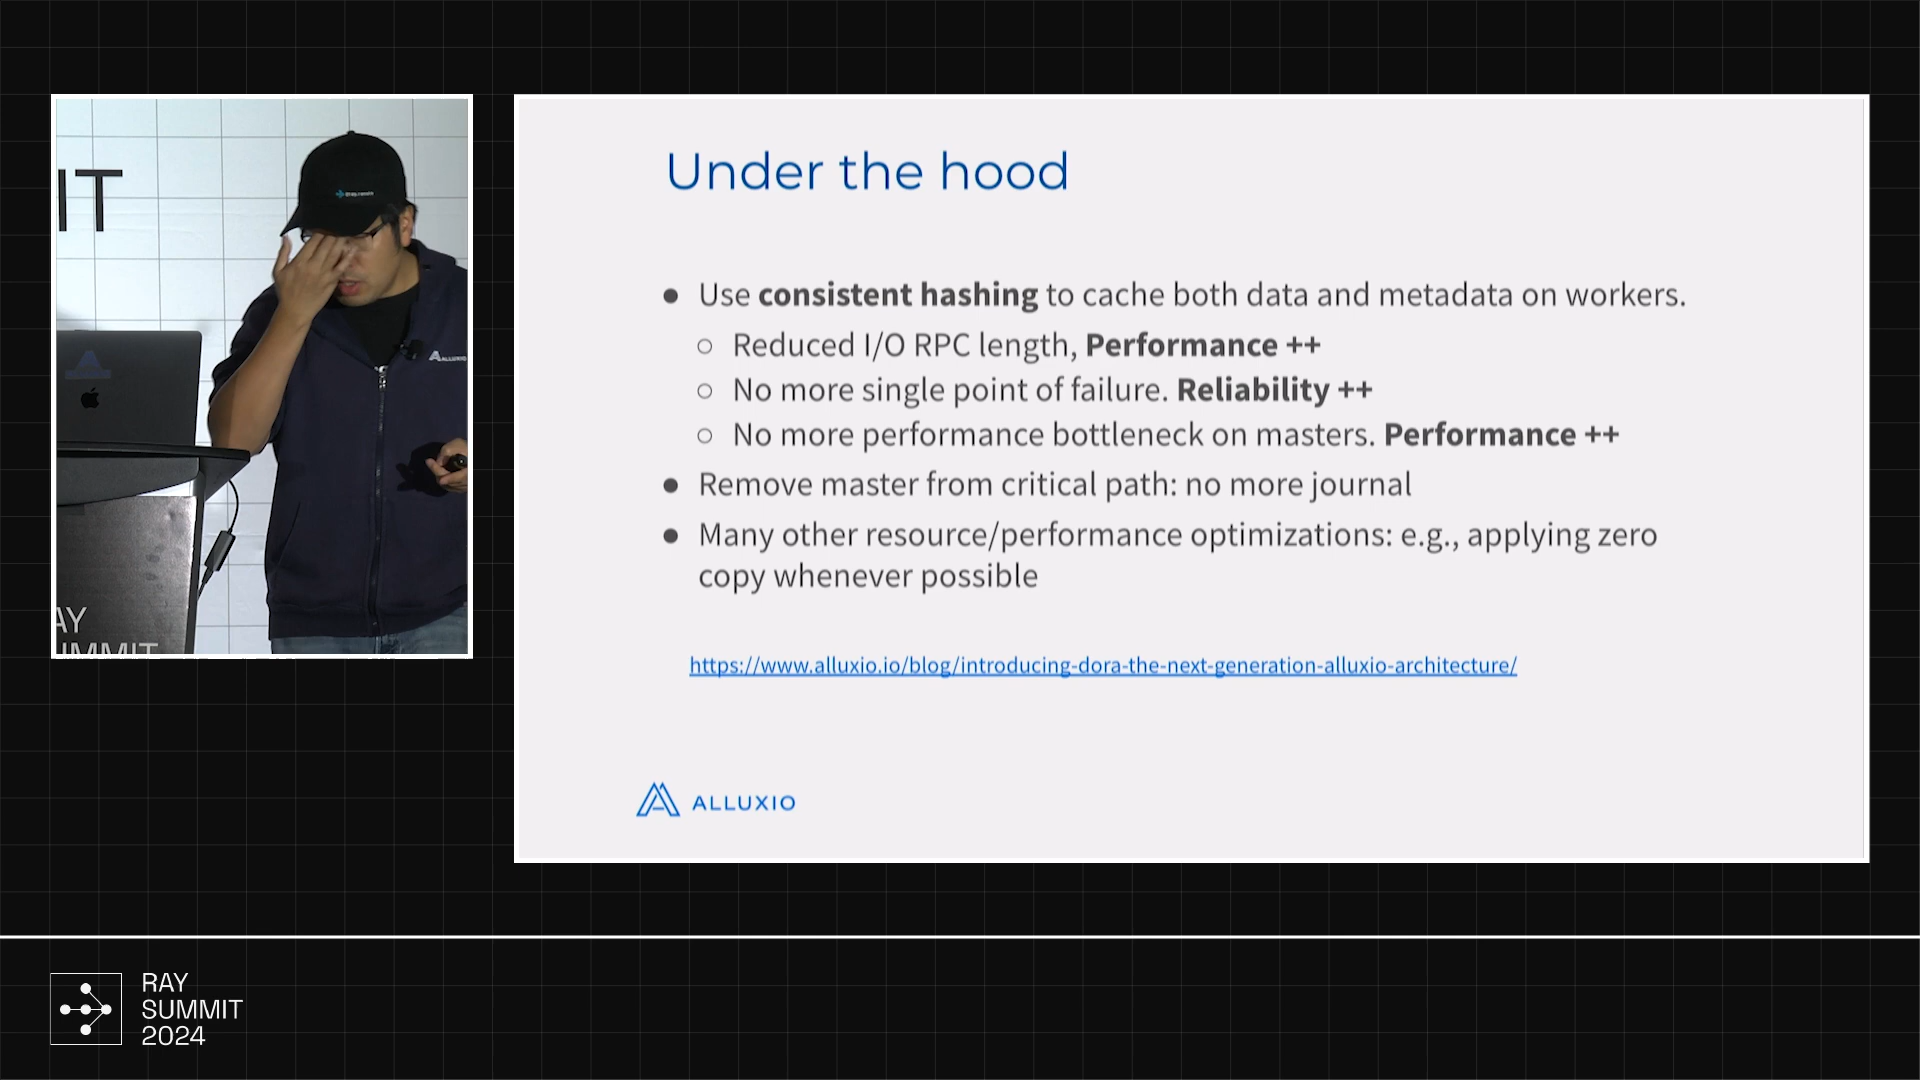 IT
ALLUXIO
AY
UMMIT
Under the hood
● Use consistent hashing to cache both data and metadata on workers.
○ Reduced I/O RPC length, Performance ++
○ No more single point of failure. Reliability ++
○ No more performance bottleneck on masters. Performance ++
● Remove master from critical path: no more journal
● Many other resource/performance optimizations: e.g., applying zero
copy whenever possible
https://www.alluxio.io/blog/introducing-dora-the-next-generation-alluxio-architecture/
ALLUXIO
RAY
SUMMIT
2024